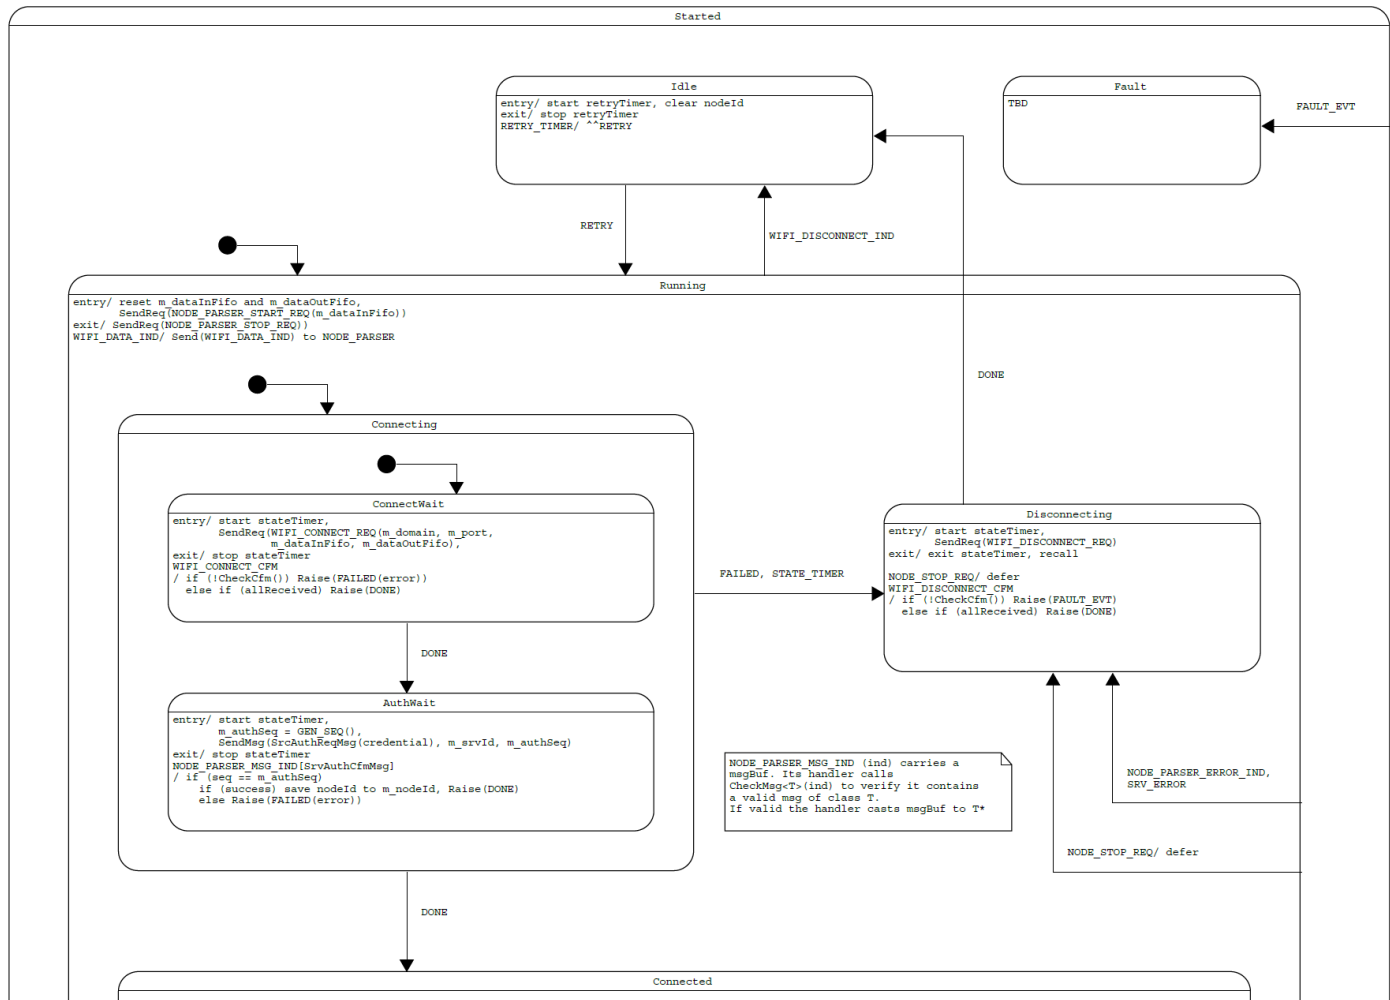 Started
Idle
entry/ start retryTimer, clear nodeId
exit/ stop retryTimer
RETRY_TIMER/ ^^RETRY
Fault
TBD
FAULT_EVT
RETRY
WIFI_DISCONNECT_IND
Running
entry/ reset m_dataInFifo and m_dataOutFifo,
SendReq(NODE_PARSER_START_REQ(m_dataInFifo))
exit/ SendReq(NODE_PARSER_STOP_REQ))
WIFI_DATA_IND/ Send(WIFI_DATA_IND) to NODE_PARSER
DONE
Connecting
ConnectWait
entry/ start stateTimer,
SendReq(WIFI_CONNECT_REQ(m_domain, m_port,
m_dataInFifo, m_dataOutFifo),
exit/ stop stateTimer
WIFI_CONNECT_CFM
/ if (!CheckCfm()) Raise(FAILED(error))
else if (allReceived) Raise(DONE)
FAILED, STATE_TIMER
Disconnecting
entry/ start stateTimer,
SendReq(WIFI_DISCONNECT_REQ)
exit/ exit stateTimer, recall
NODE_STOP_REQ/ defer
WIFI_DISCONNECT_CFM
/ if (!CheckCfm()) Raise(FAULT_EVT)
else if (allReceived) Raise(DONE)
DONE
AuthWait
entry/ start stateTimer,
m_authSeq = GEN_SEQ(),
SendMsg(SrcAuthReqMsg(credential), m_srvId, m_authSeq)
exit/ stop stateTimer
NODE_PARSER_MSG_IND[SrvAuthCfmMsg]
/ if (seq == m_authSeq)
if (success) save nodeId to m_nodeId, Raise(DONE)
else Raise(FAILED(error))
NODE_PARSER_MSG_IND (ind) carries a
msgBuf. Its handler calls
CheckMsg<T>(ind) to verify it contains
a valid msg of class T.
If valid the handler casts msgBuf to T*
NODE_PARSER_ERROR_IND,
SRV_ERROR
NODE_STOP_REQ/ defer
DONE
Connected